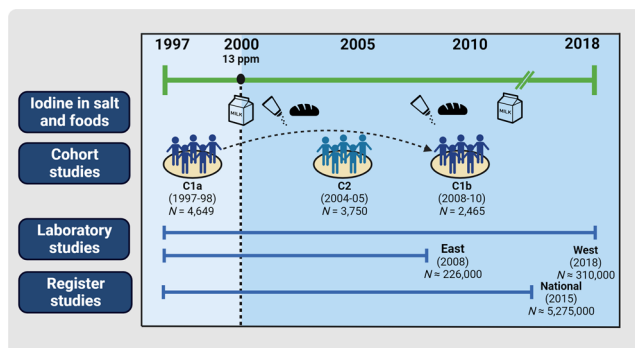 1997 2000 2005 2010 2018
13 ppm
Iodine in salt
and foods
MILK
MILK
Cohort
studies
C1a
(1997-98)
N = 4,649
C2
(2004-05)
N = 3,750
C1b
(2008-10)
N = 2,465
Laboratory
studies
East
(2008)
N ≈ 226,000
West
(2018)
N ≈ 310,000
Register
studies
National
(2015)
N ≈ 5,275,000